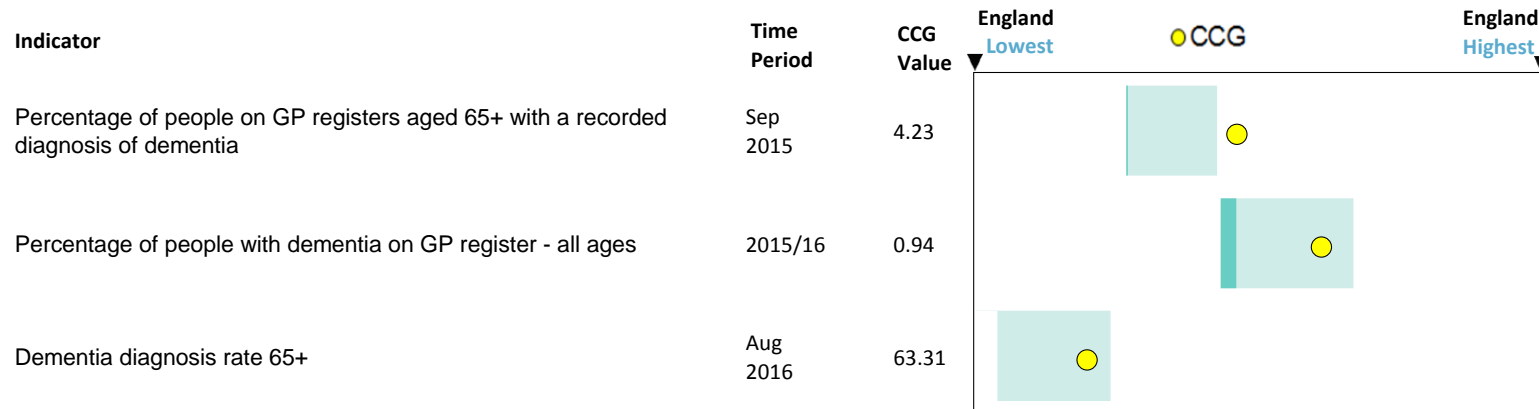 Indicator
Time
Period
CCG
Value
England
Lowest
CCG
England
Highest
Percentage of people on GP registers aged 65+ with a recorded
diagnosis of dementia
Sep
2015
4.23
Percentage of people with dementia on GP register - all ages
2015/16
0.94
Dementia diagnosis rate 65+
Aug
2016
63.31